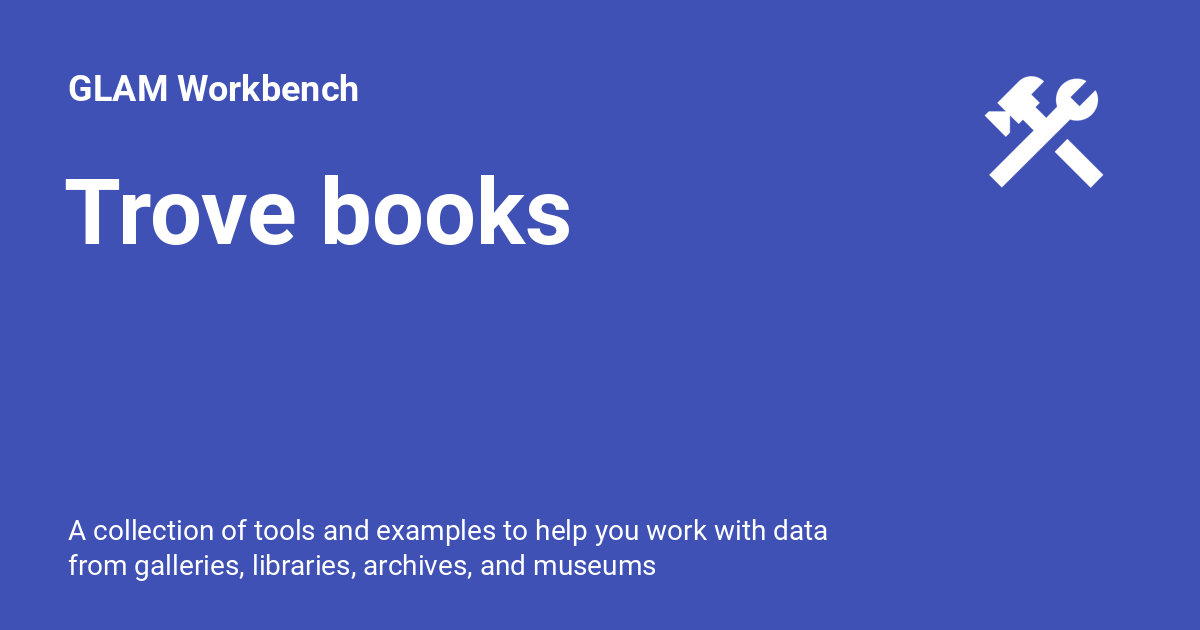 GLAM Workbench
Trove books
A collection of tools and examples to help you work with data
from galleries, libraries, archives, and museums